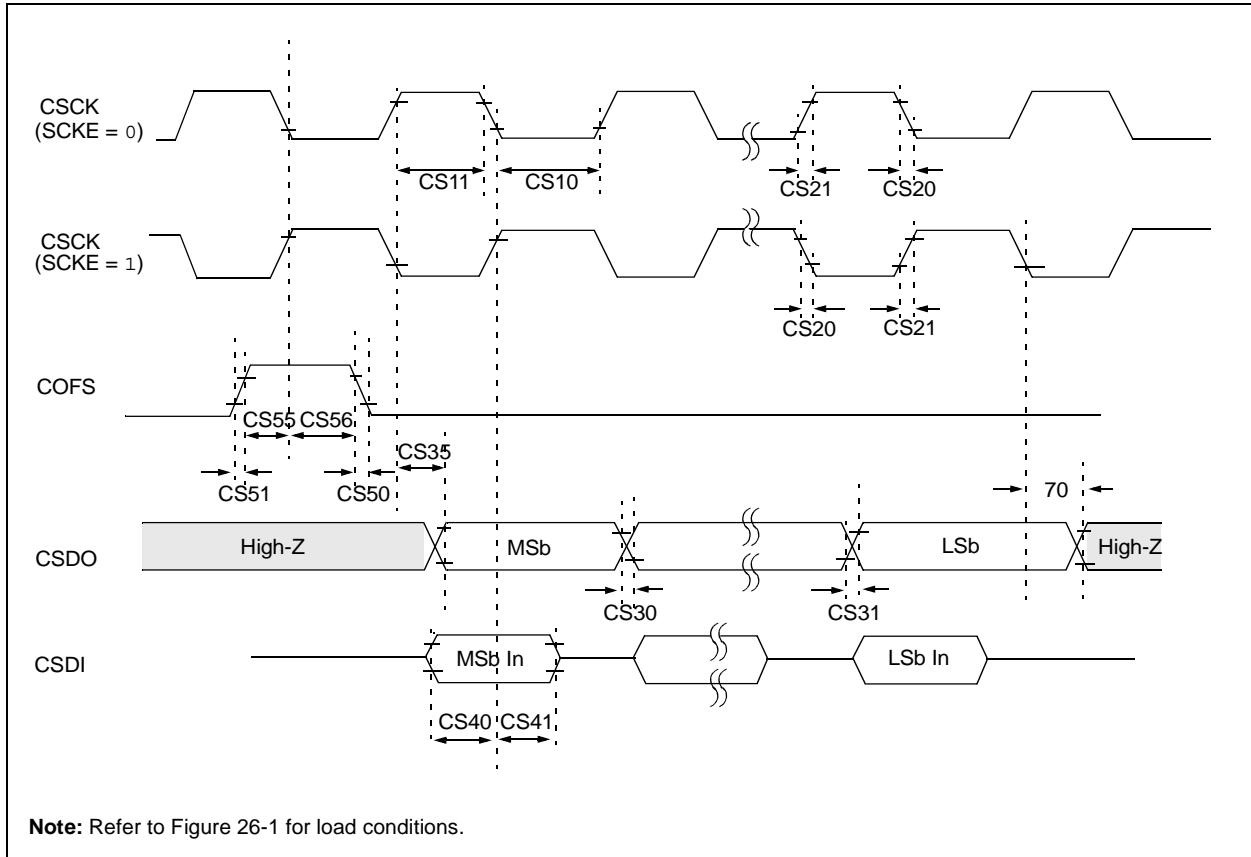 CSCK
(SCKE = 0)
CS11
CS10
CS21
CS20
CSCK
(SCKE = 1)
CS20
CS21
COFS
CS55
CS56
CS35
CS51
CS50
70
CSDO
High-Z
MSb
LSb
High-Z
CS30
CS31
CSDI
MSb In
LSb In
CS40
CS41
Note: Refer to Figure 26-1 for load conditions.